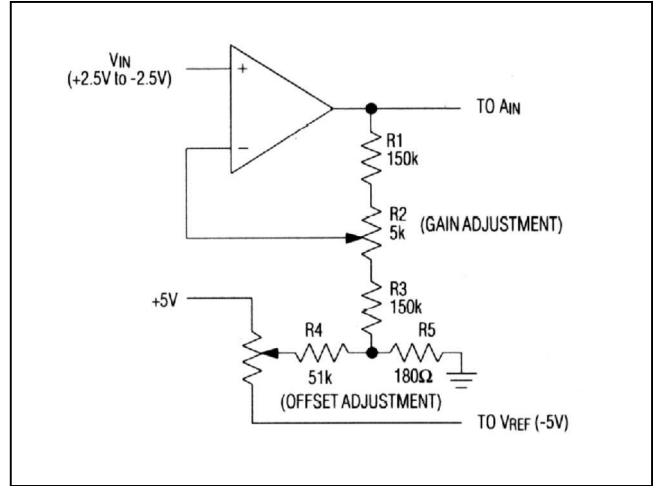 VIN
(+2.5V to -2.5V)
+
−
TO AIN
R1
150k
R2
5k
(GAIN ADJUSTMENT)
R3
150k
+5V
R4
51k
R5
180Ω
(OFFSET ADJUSTMENT)
TO VREF (-5V)